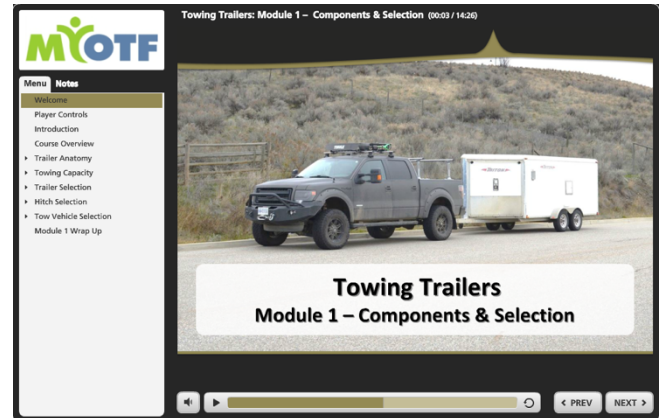 Towing Trailers: Module 1 – Components & Selection (00:03 / 14:26)
MYOTF
Menu Notes
Welcome
Player Controls
Introduction
Course Overview
Trailer Anatomy
Towing Capacity
Trailer Selection
Hitch Selection
Tow Vehicle Selection
Module 1 Wrap Up
Towing Trailers
Module 1 – Components & Selection
PREV NEXT